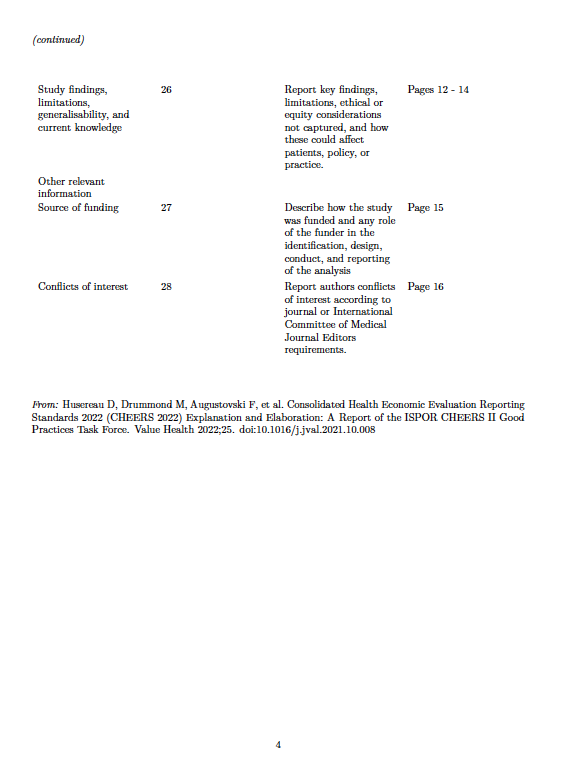 (continued)
Study findings, 26 Report key findings, Pages 12 - 14
limitations, limitations, ethical or
generalisability, and equity considerations
current knowledge not captured, and how
these could affect
patients, policy, or
practice.
Other relevant
information
Source of funding 27 Describe how the study Page 15
was funded and any role
of the funder in the
identification, design,
conduct, and reporting
of the analysis
Conflicts of interest 28 Report authors conflicts Page 16
of interest according to
journal or International
Committee of Medical
Journal Editors
requirements.
From: Husereau D, Drummond M, Augustovski F, et al. Consolidated Health Economic Evaluation Reporting
Standards 2022 (CHEERS 2022) Explanation and Elaboration: A Report of the ISPOR CHEERS II Good
Practices Task Force. Value Health 2022;25. doi:10.1016/j.jval.2021.10.008
4